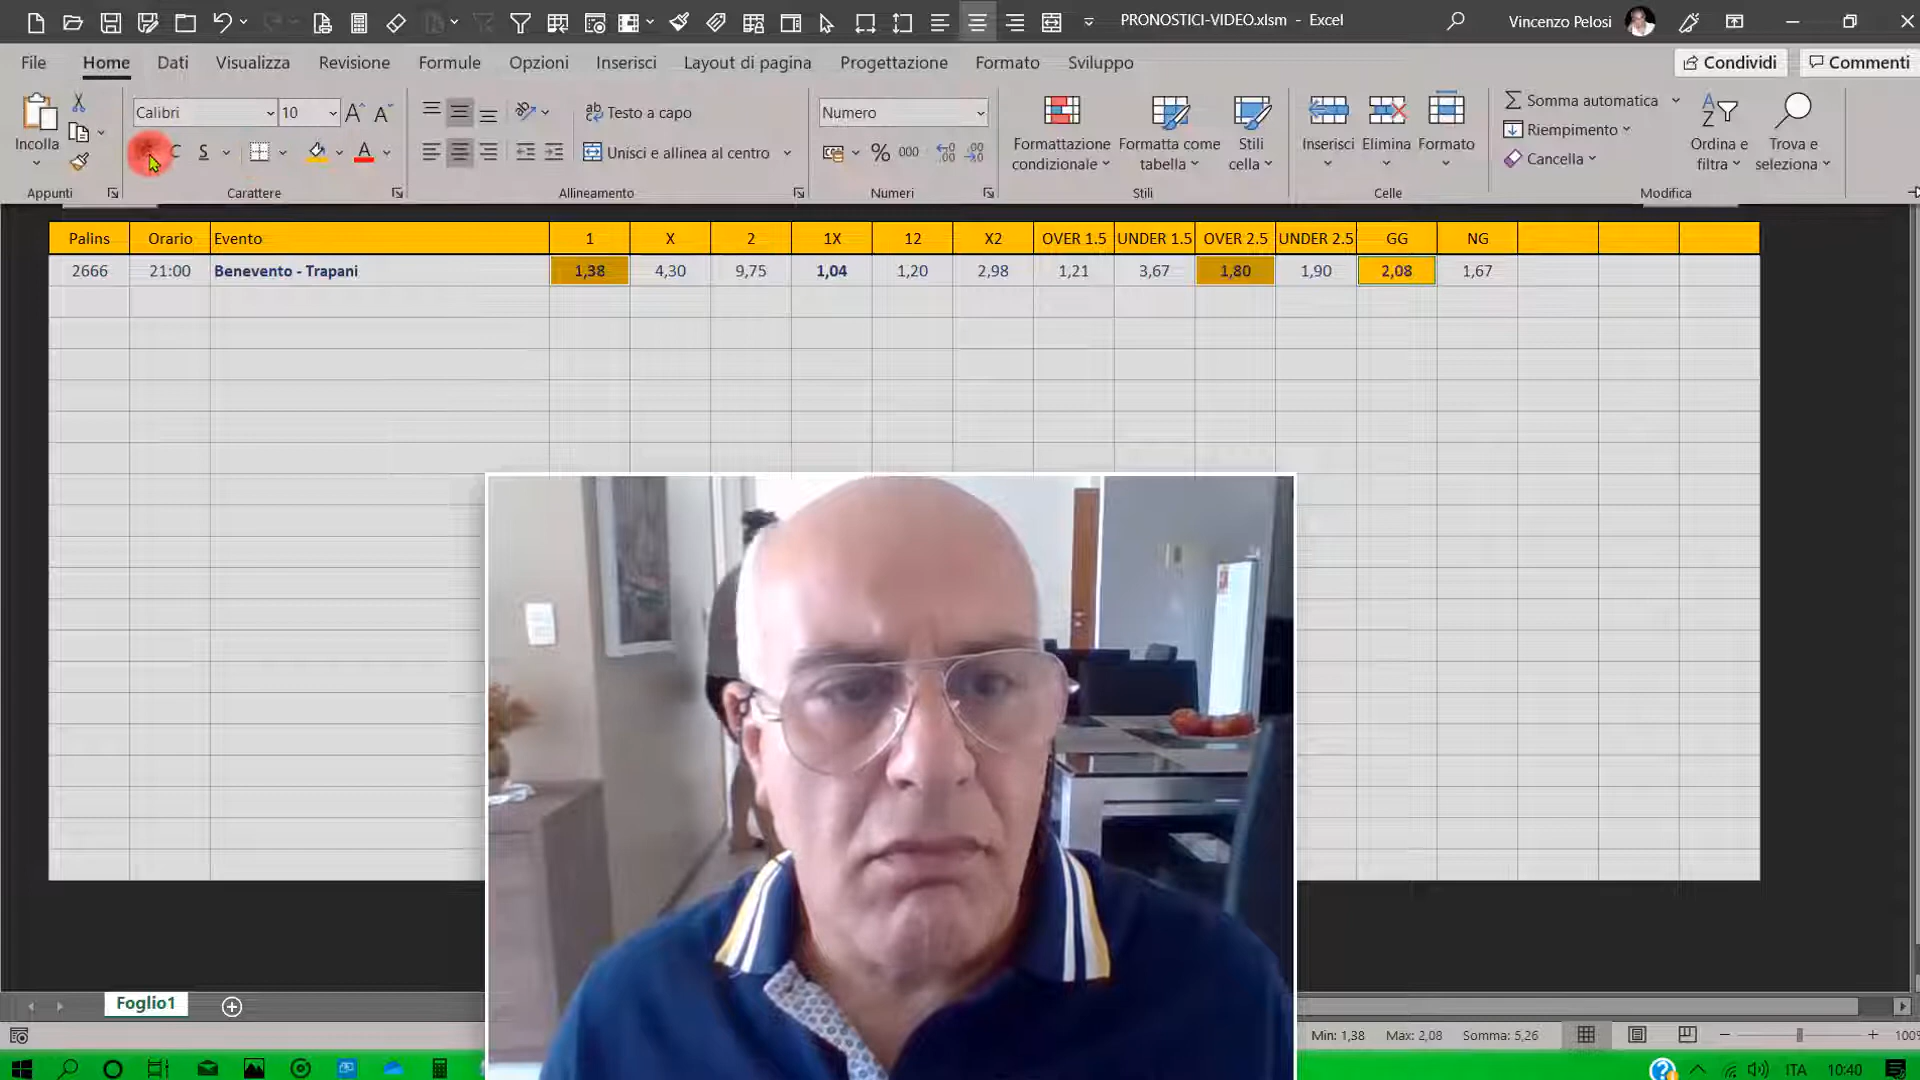 PRONOSTICI-VIDEO.xlsm - Excel
Vincenzo Pelosi
File Home Dati Visualizza Revisione Formule Opzioni Inserisci Layout di pagina Progettazione Formato Sviluppo
Condividi Commenti
Incolla
Appunti
Calibri 10
C S
Carattere
Testo a capo
Unisci e allinea al centro
Allineamento
Numero
% 000
Numeri
Formattazione condizionale
Formatta come tabella
Stili cella
Stili
Inserisci Elimina Formato
Celle
Somma automatica
Riempimento
Cancella
Ordina e filtra
Trova e seleziona
Modifica
Palins Orario Evento 1 X 2 1X 12 X2 OVER 1.5 UNDER 1.5 OVER 2.5 UNDER 2.5 GG NG
2666 21:00 Benevento - Trapani 1,38 4,30 9,75 1,04 1,20 2,98 1,21 3,67 1,80 1,90 2,08 1,67
Foglio1
Min: 1,38 Max: 2,08 Somma: 5,26
ITA 10:40